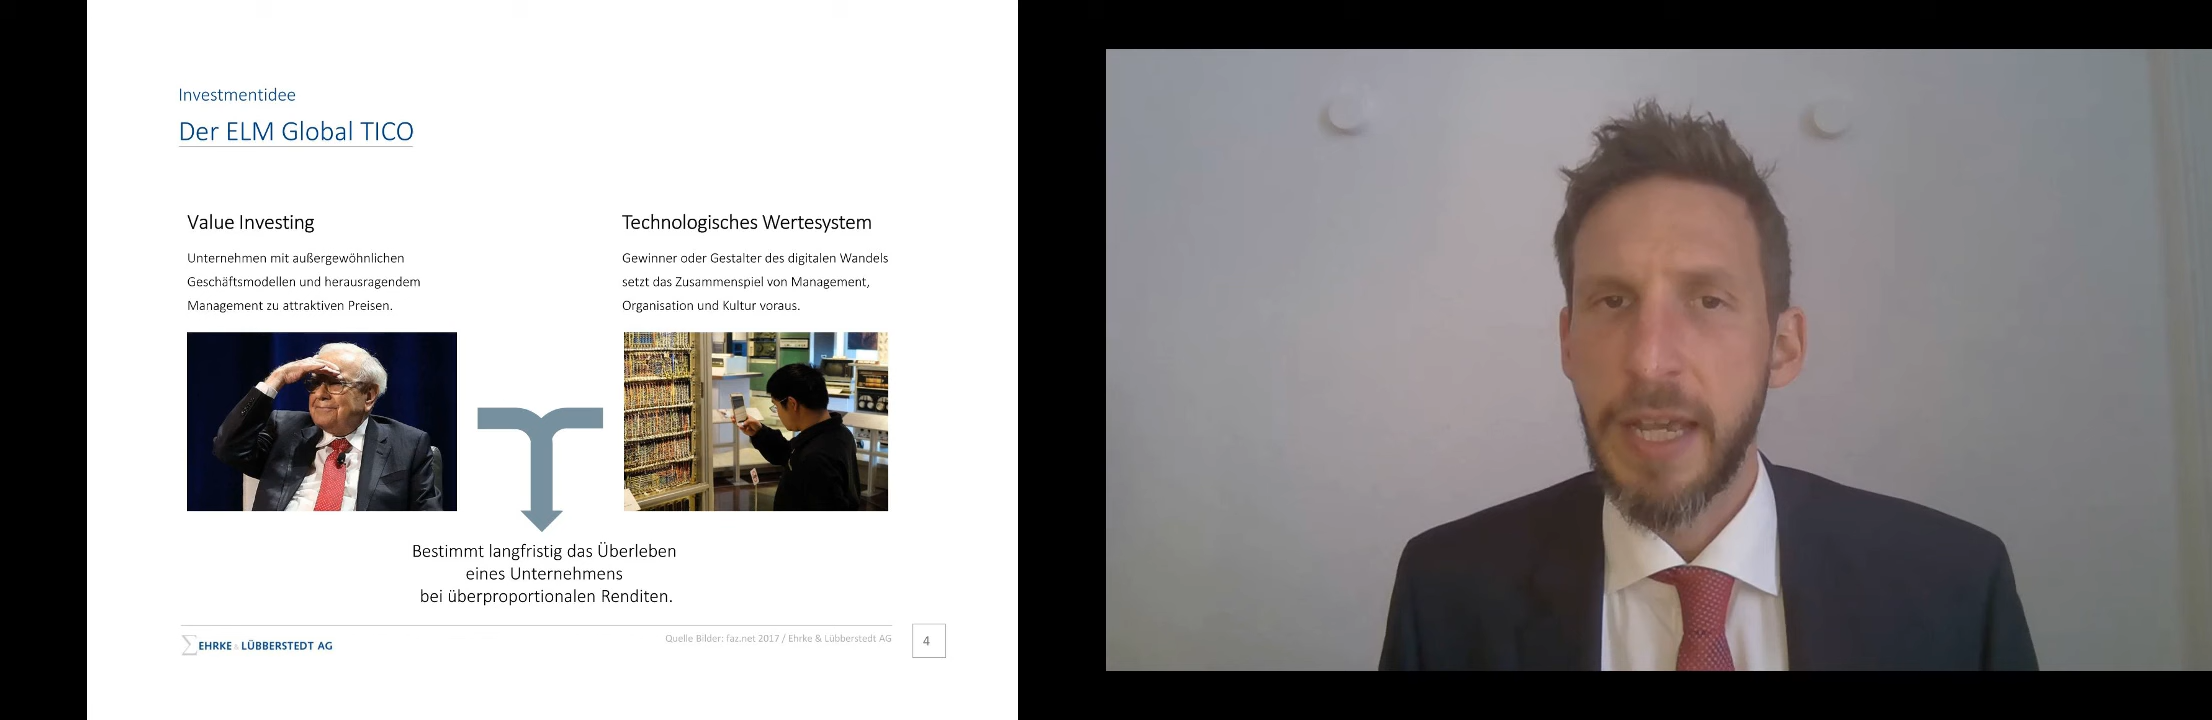 Investmentidee
Der ELM Global TICO
Value Investing
Unternehmen mit außergewöhnlichen
Geschäftsmodellen und herausragendem
Management zu attraktiven Preisen.
Technologisches Wertesystem
Gewinner oder Gestalter des digitalen Wandels
setzt das Zusammenspiel von Management,
Organisation und Kultur voraus.
Bestimmt langfristig das Überleben
eines Unternehmens
bei überproportionalen Renditen.
EHRKE & LÜBBERSTEDT AG
Quelle Bilder: faz.net 2017 / Ehrke & Lübberstedt AG
4